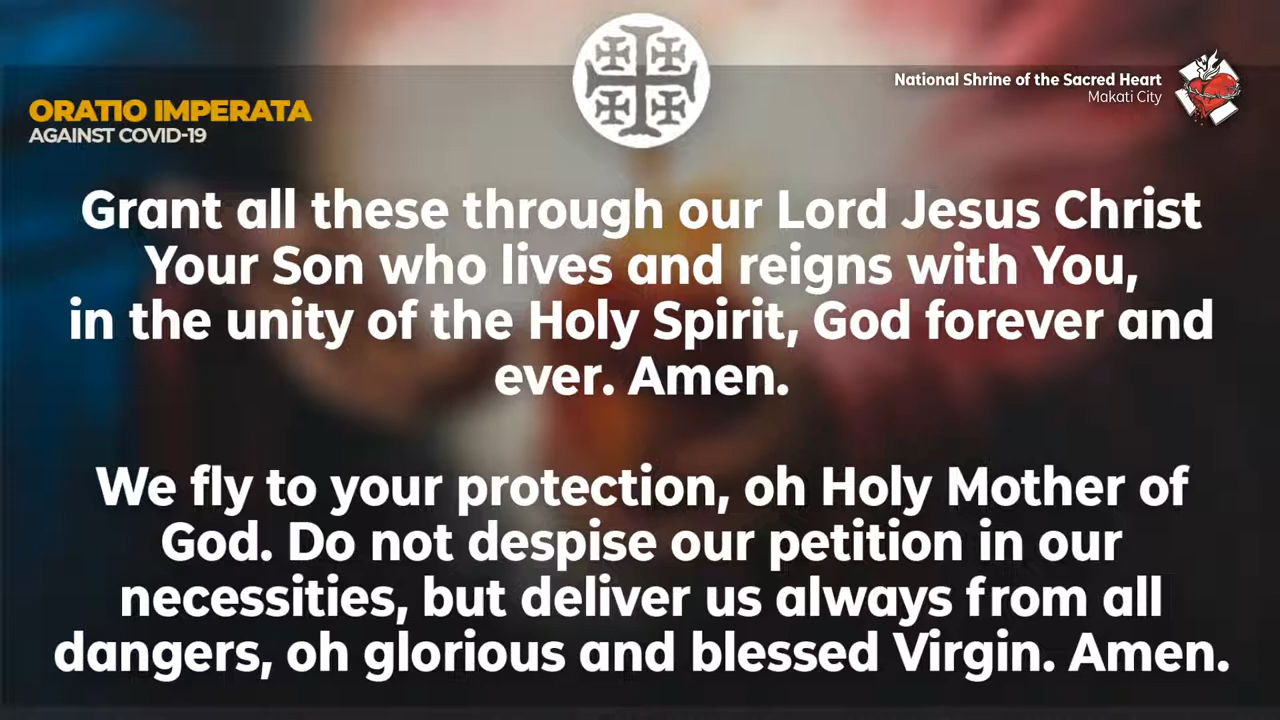 ORATIO IMPERATA
AGAINST COVID-19
National Shrine of the Sacred Heart
Makati City
Grant all these through our Lord Jesus Christ
Your Son who lives and reigns with You,
in the unity of the Holy Spirit, God forever and
ever. Amen.
We fly to your protection, oh Holy Mother of
God. Do not despise our petition in our
necessities, but deliver us always from all
dangers, oh glorious and blessed Virgin. Amen.